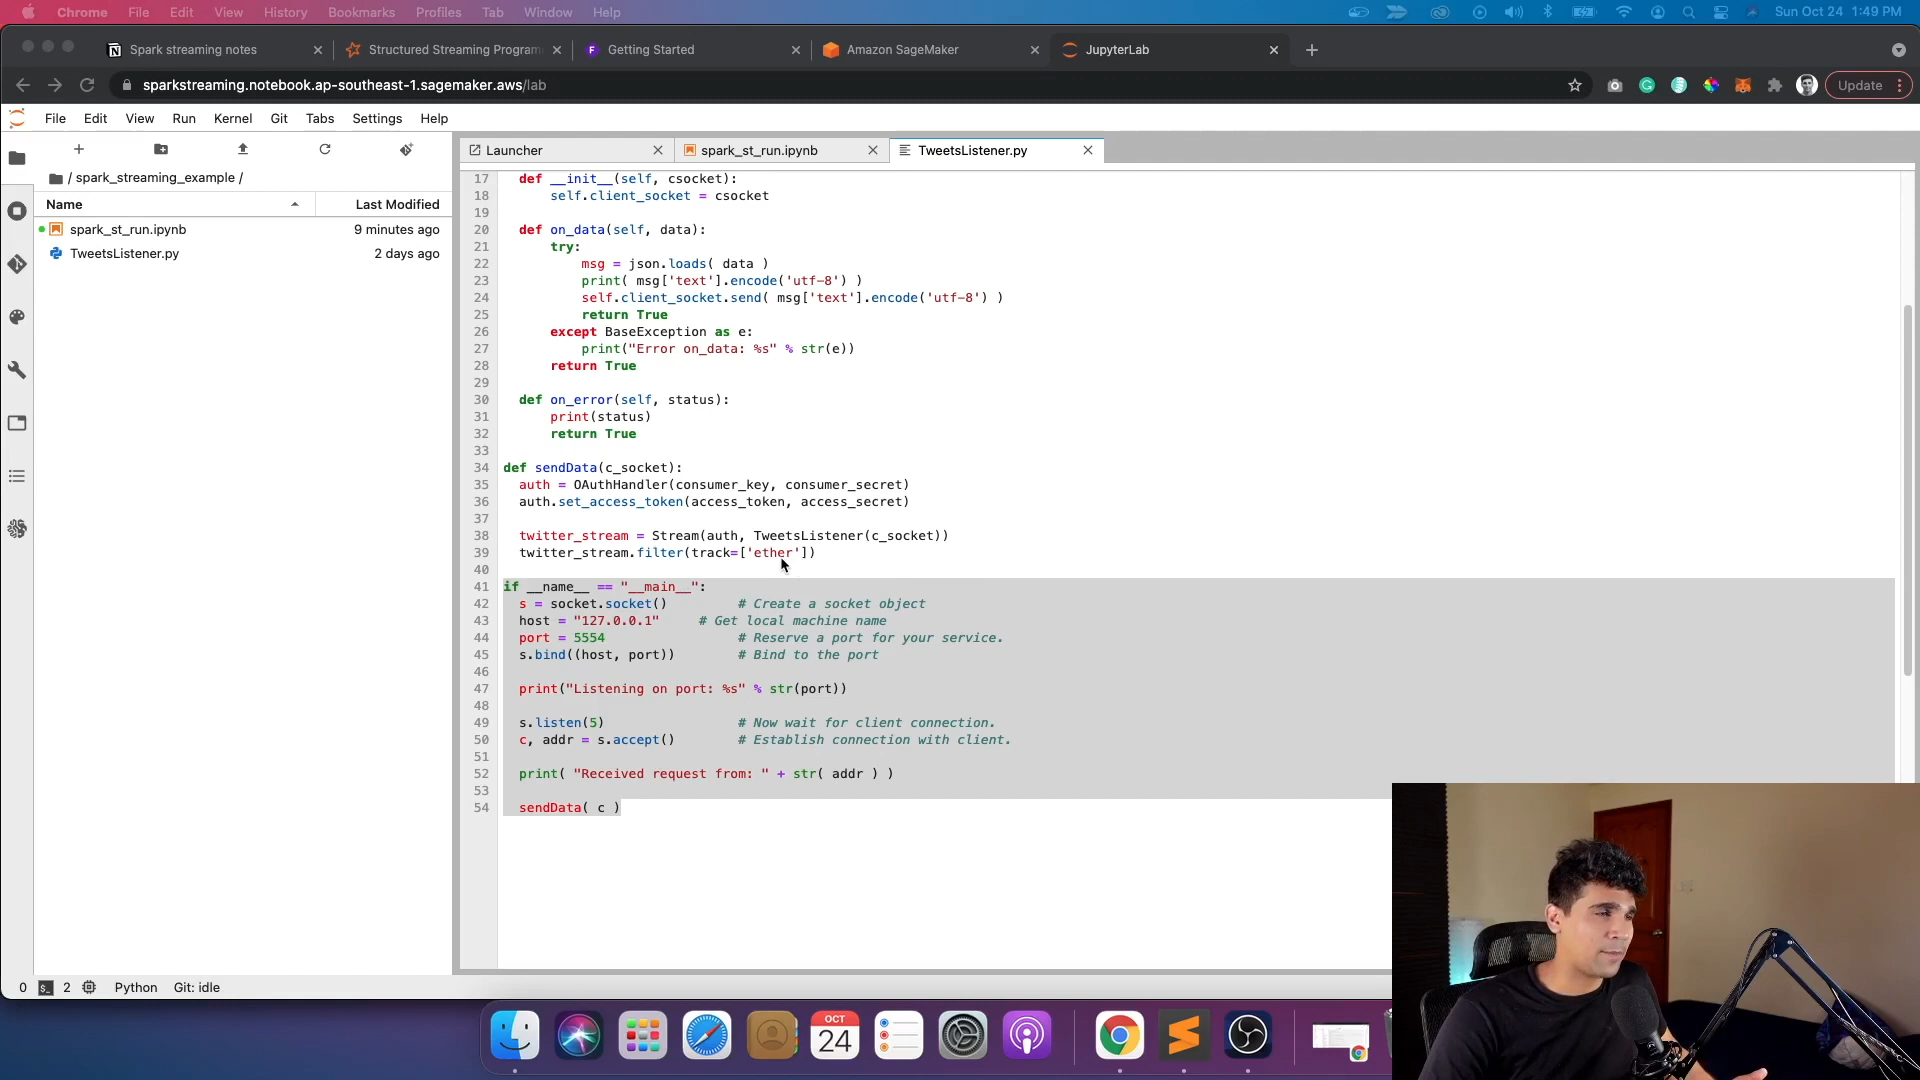 Chrome File Edit View History Bookmarks Profiles Tab Window Help Sun Oct 24 1:49 PM
Spark streaming notes Structured Streaming Program Getting Started Amazon SageMaker JupyterLab
sparkstreaming.notebook.ap-southeast-1.sagemaker.aws/lab Update
File Edit View Run Kernel Git Tabs Settings Help
Launcher spark_st_run.ipynb TweetsListener.py
/ spark_streaming_example /
Name Last Modified
spark_st_run.ipynb 9 minutes ago
TweetsListener.py 2 days ago
17 def __init__(self, csocket):
18 self.client_socket = csocket
19
20 def on_data(self, data):
21 try:
22 msg = json.loads( data )
23 print( msg['text'].encode('utf-8') )
24 self.client_socket.send( msg['text'].encode('utf-8') )
25 return True
26 except BaseException as e:
27 print("Error on_data: %s" % str(e))
28 return True
29
30 def on_error(self, status):
31 print(status)
32 return True
33
34 def sendData(c_socket):
35 auth = OAuthHandler(consumer_key, consumer_secret)
36 auth.set_access_token(access_token, access_secret)
37
38 twitter_stream = Stream(auth, TweetsListener(c_socket))
39 twitter_stream.filter(track=['ether'])
40
41 if __name__ == "__main__":
42 s = socket.socket() # Create a socket object
43 host = "127.0.0.1" # Get local machine name
44 port = 5554 # Reserve a port for your service.
45 s.bind((host, port)) # Bind to the port
46
47 print("Listening on port: %s" % str(port))
48
49 s.listen(5) # Now wait for client connection.
50 c, addr = s.accept() # Establish connection with client.
51
52 print( "Received request from: " + str( addr ) )
53
54 sendData( c )
0 2 Python Git: idle
OCT
24